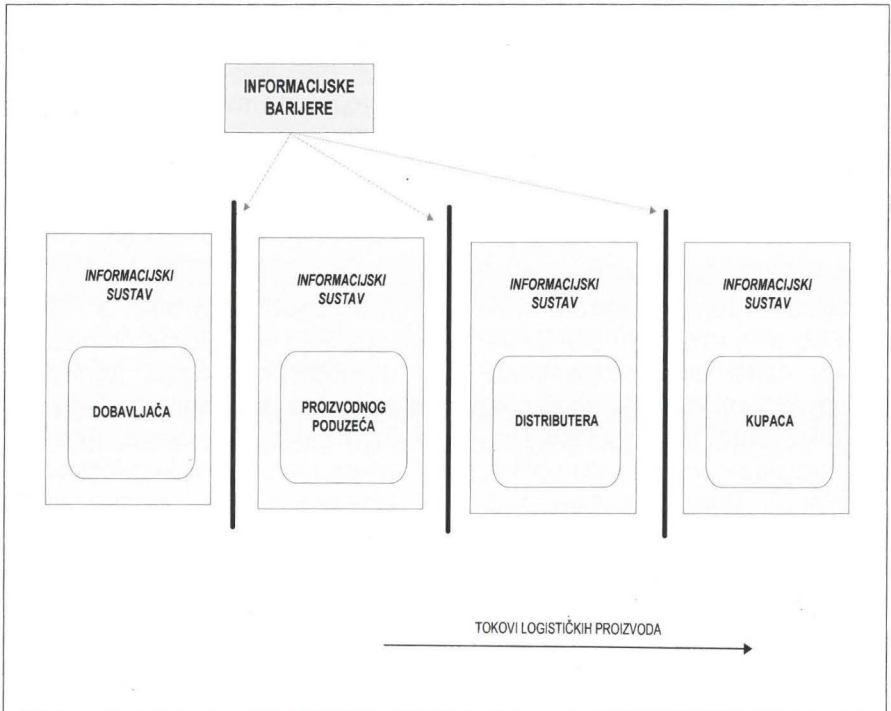 INFORMACIJSKE
BARIJERE
INFORMACIJSKI
SUSTAV
DOBAVLJAČA
INFORMACIJSKI
SUSTAV
PROIZVODNOG
PODUZEĆA
INFORMACIJSKI
SUSTAV
DISTRIBUTERA
INFORMACIJSKI
SUSTAV
KUPACA
TOKOVI LOGISTIČKIH PROIZVODA